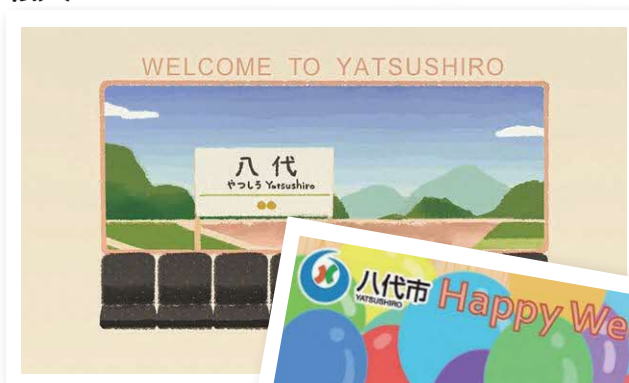 WELCOME TO YATSUSHIRO
八代
やつしろ Yatsushiro
八代市
YATSUSHIRO
Happy We